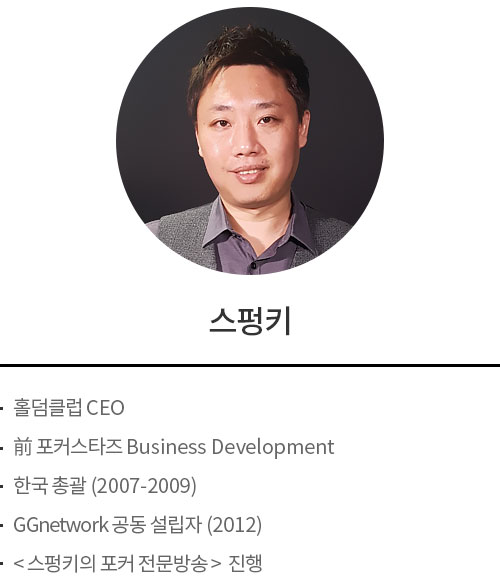 스펑키
홀덤클럽 CEO
前 포커스타즈 Business Development
한국 총괄 (2007-2009)
GGnetwork 공동 설립자 (2012)
< 스펑키의 포커 전문방송 > 진행